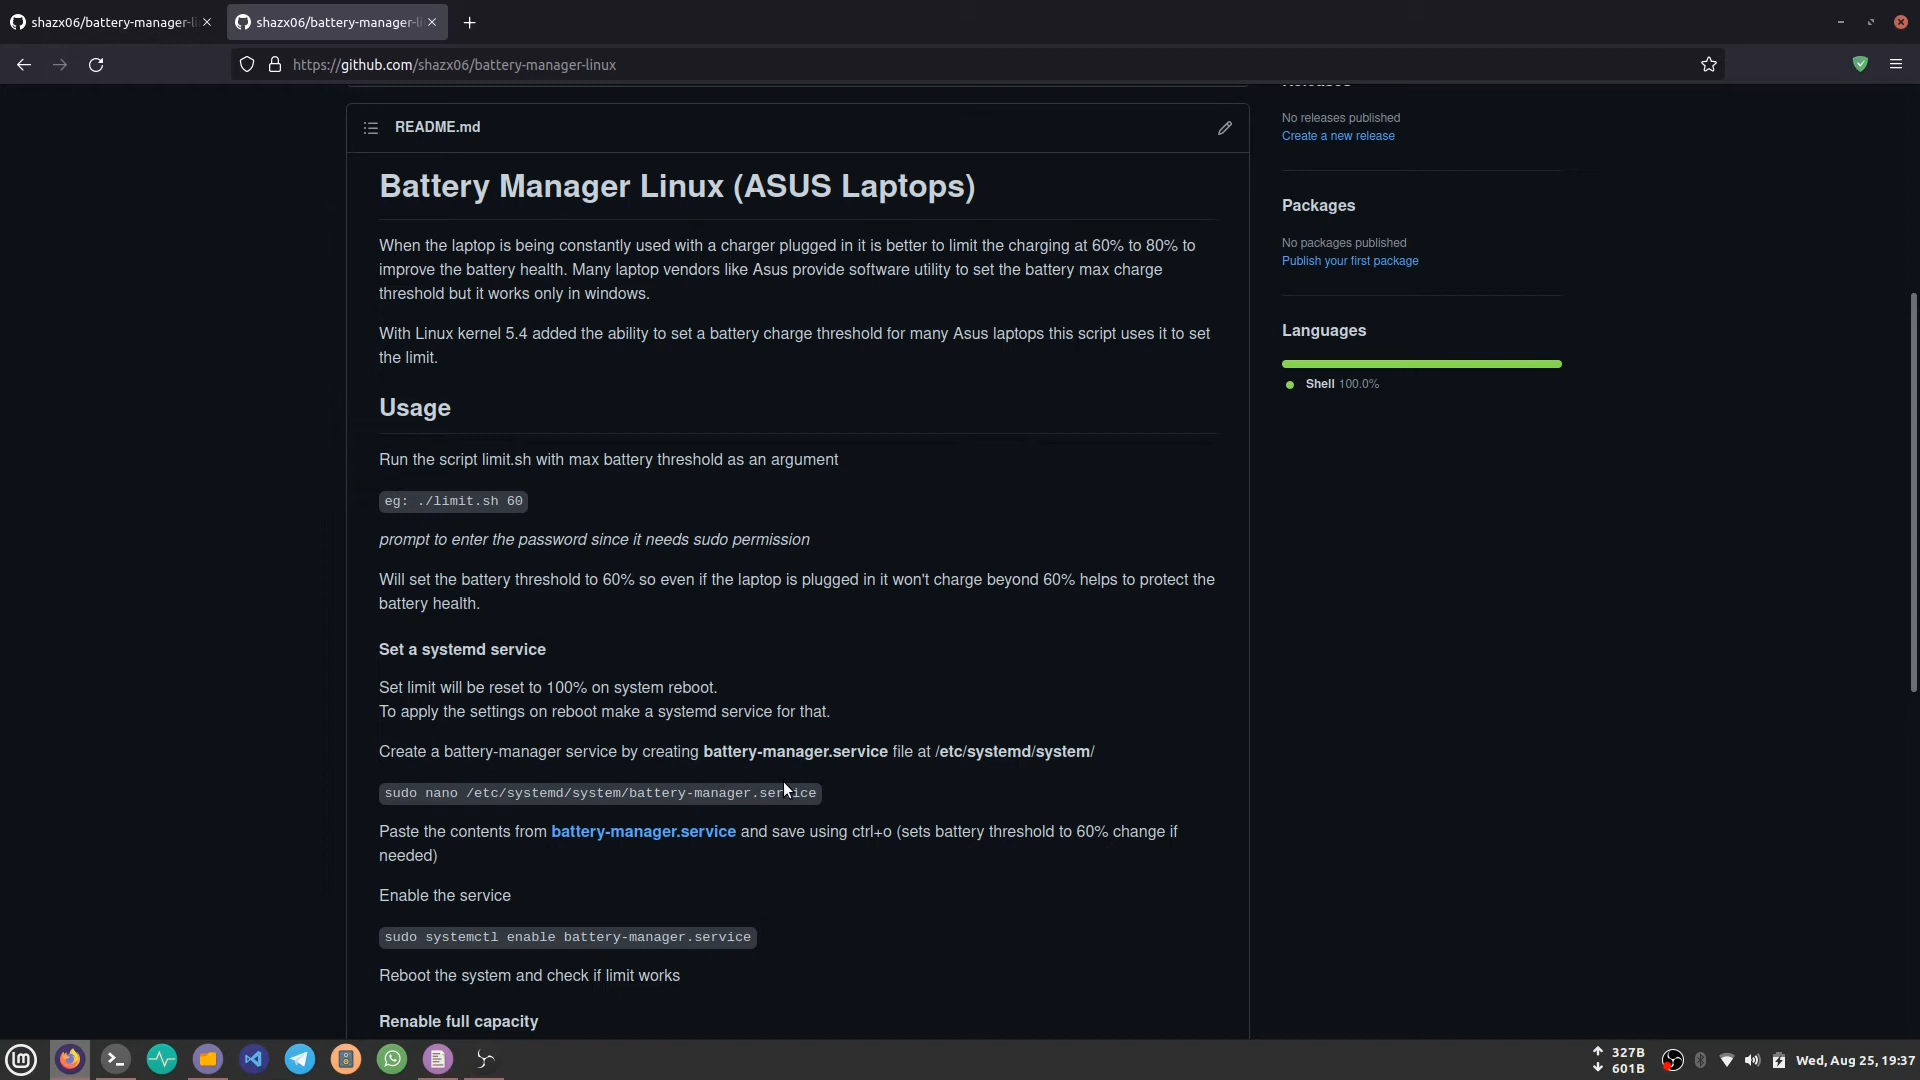 shazx06/battery-manager-li
shazx06/battery-manager-li
https://github.com/shazx06/battery-manager-linux
README.md
Battery Manager Linux (ASUS Laptops)
When the laptop is being constantly used with a charger plugged in it is better to limit the charging at 60% to 80% to
improve the battery health. Many laptop vendors like Asus provide software utility to set the battery max charge
threshold but it works only in windows.
With Linux kernel 5.4 added the ability to set a battery charge threshold for many Asus laptops this script uses it to set
the limit.
Usage
Run the script limit.sh with max battery threshold as an argument
eg: ./limit.sh 60
prompt to enter the password since it needs sudo permission
Will set the battery threshold to 60% so even if the laptop is plugged in it won't charge beyond 60% helps to protect the
battery health.
Set a systemd service
Set limit will be reset to 100% on system reboot.
To apply the settings on reboot make a systemd service for that.
Create a battery-manager service by creating battery-manager.service file at /etc/systemd/system/
sudo nano /etc/systemd/system/battery-manager.service
Paste the contents from battery-manager.service and save using ctrl+o (sets battery threshold to 60% change if
needed)
Enable the service
sudo systemctl enable battery-manager.service
Reboot the system and check if limit works
Renable full capacity
Releases
No releases published
Create a new release
Packages
No packages published
Publish your first package
Languages
Shell 100.0%
327B
601B
Wed, Aug 25, 19:37